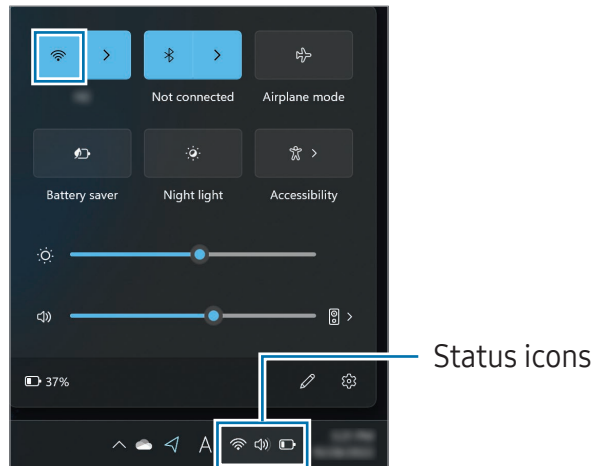 Not connected Airplane mode
Battery saver Night light Accessibility
37%
Status icons
A